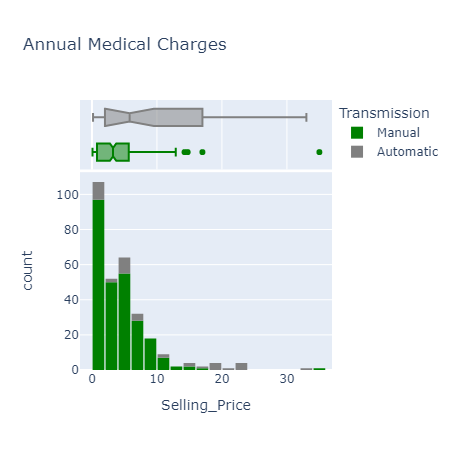 Annual Medical Charges
Transmission
Manual
Automatic
100
80
60
40
20
0
count
0 10 20 30
Selling_Price